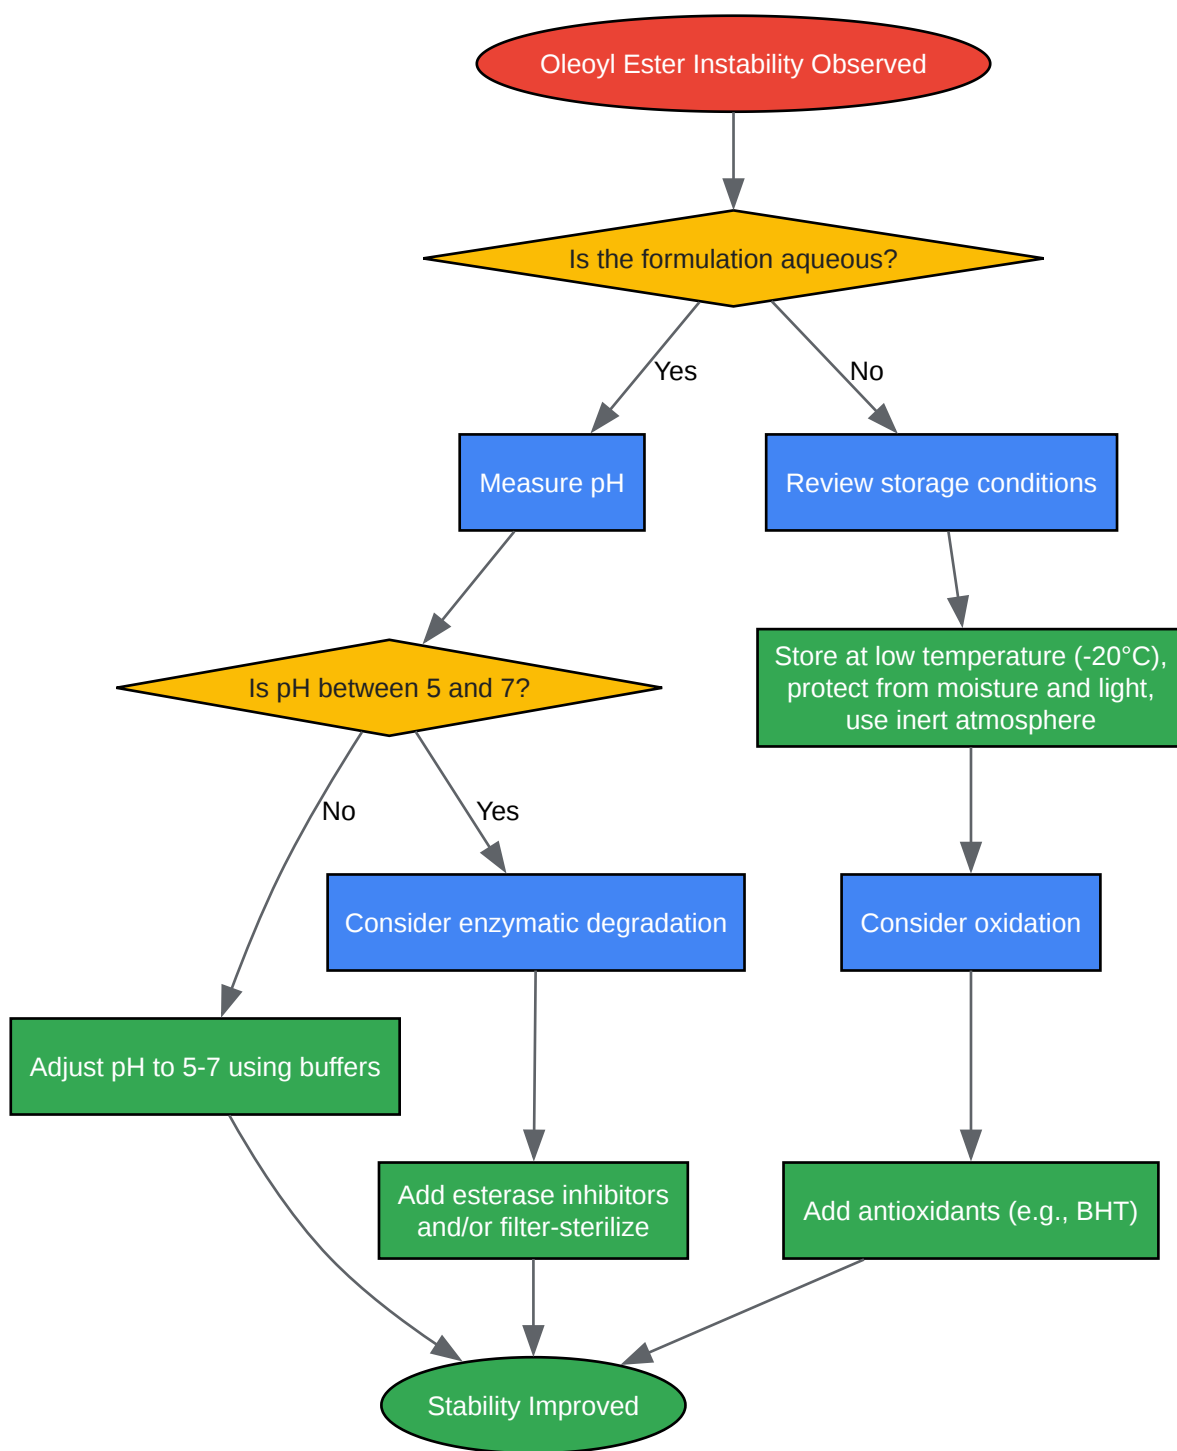 Oleoyl Ester Instability Observed
Is the formulation aqueous?
Yes
No
Measure pH
Review storage conditions
Store at low temperature (-20°C),
protect from moisture and light,
use inert atmosphere
Is pH between 5 and 7?
No
Yes
Consider enzymatic degradation
Consider oxidation
Adjust pH to 5-7 using buffers
Add esterase inhibitors
and/or filter-sterilize
Add antioxidants (e.g., BHT)
Stability Improved